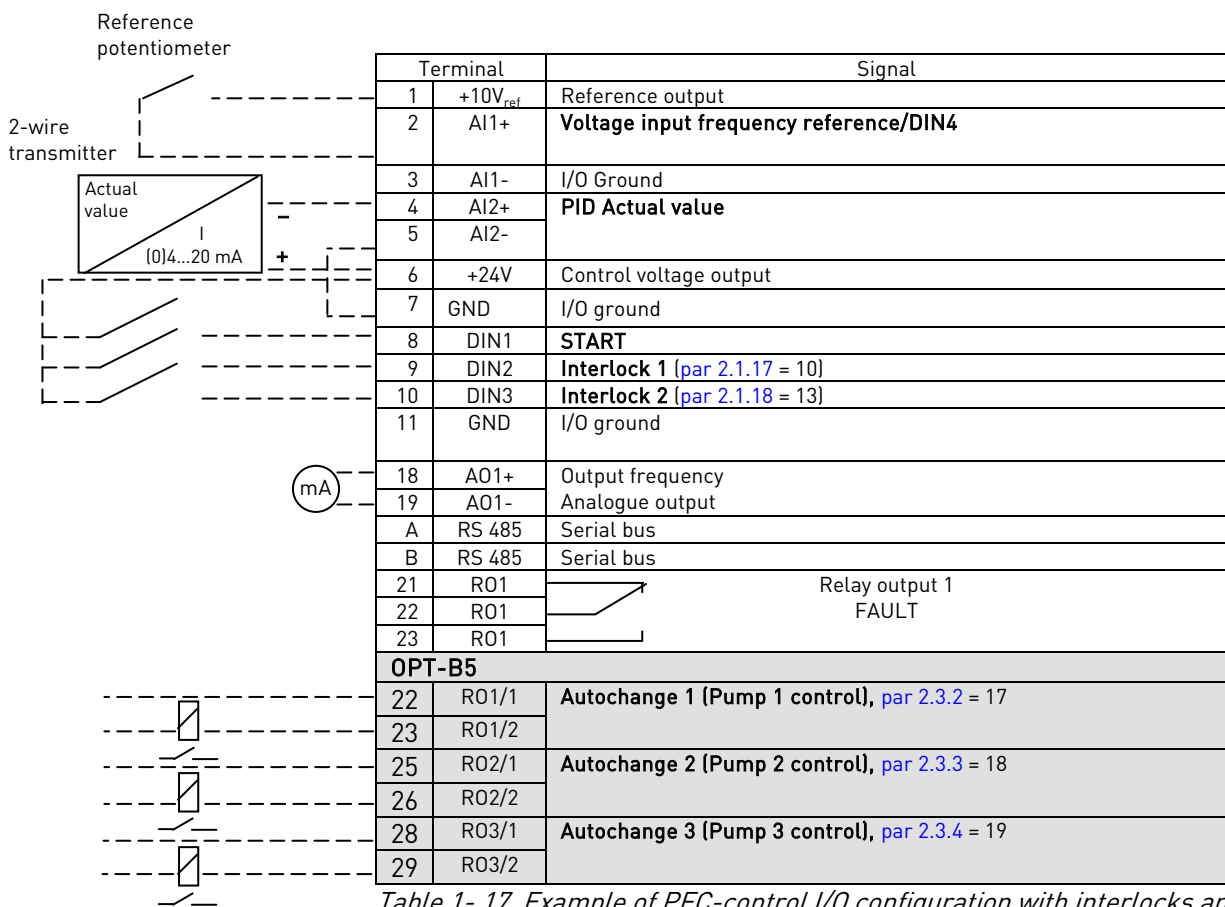 Reference
potentiometer
2-wire
transmitter
Actual
value
I
(0)4...20 mA
−
+
mA
Terminal Signal
1 +10Vref Reference output
2 AI1+ Voltage input frequency reference/DIN4
3 AI1- I/O Ground
4 AI2+ PID Actual value
5 AI2-
6 +24V Control voltage output
7 GND I/O ground
8 DIN1 START
9 DIN2 Interlock 1 (par 2.1.17 = 10)
10 DIN3 Interlock 2 (par 2.1.18 = 13)
11 GND I/O ground
18 AO1+ Output frequency
19 AO1- Analogue output
A RS 485 Serial bus
B RS 485 Serial bus
21 RO1 Relay output 1
22 RO1 FAULT
23 RO1
OPT-B5
22 RO1/1 Autochange 1 (Pump 1 control), par 2.3.2 = 17
23 RO1/2
25 RO2/1 Autochange 2 (Pump 2 control), par 2.3.3 = 18
26 RO2/2
28 RO3/1 Autochange 3 (Pump 3 control), par 2.3.4 = 19
29 RO3/2
Table 1- 17. Example of PFC-control I/O configuration with interlocks an